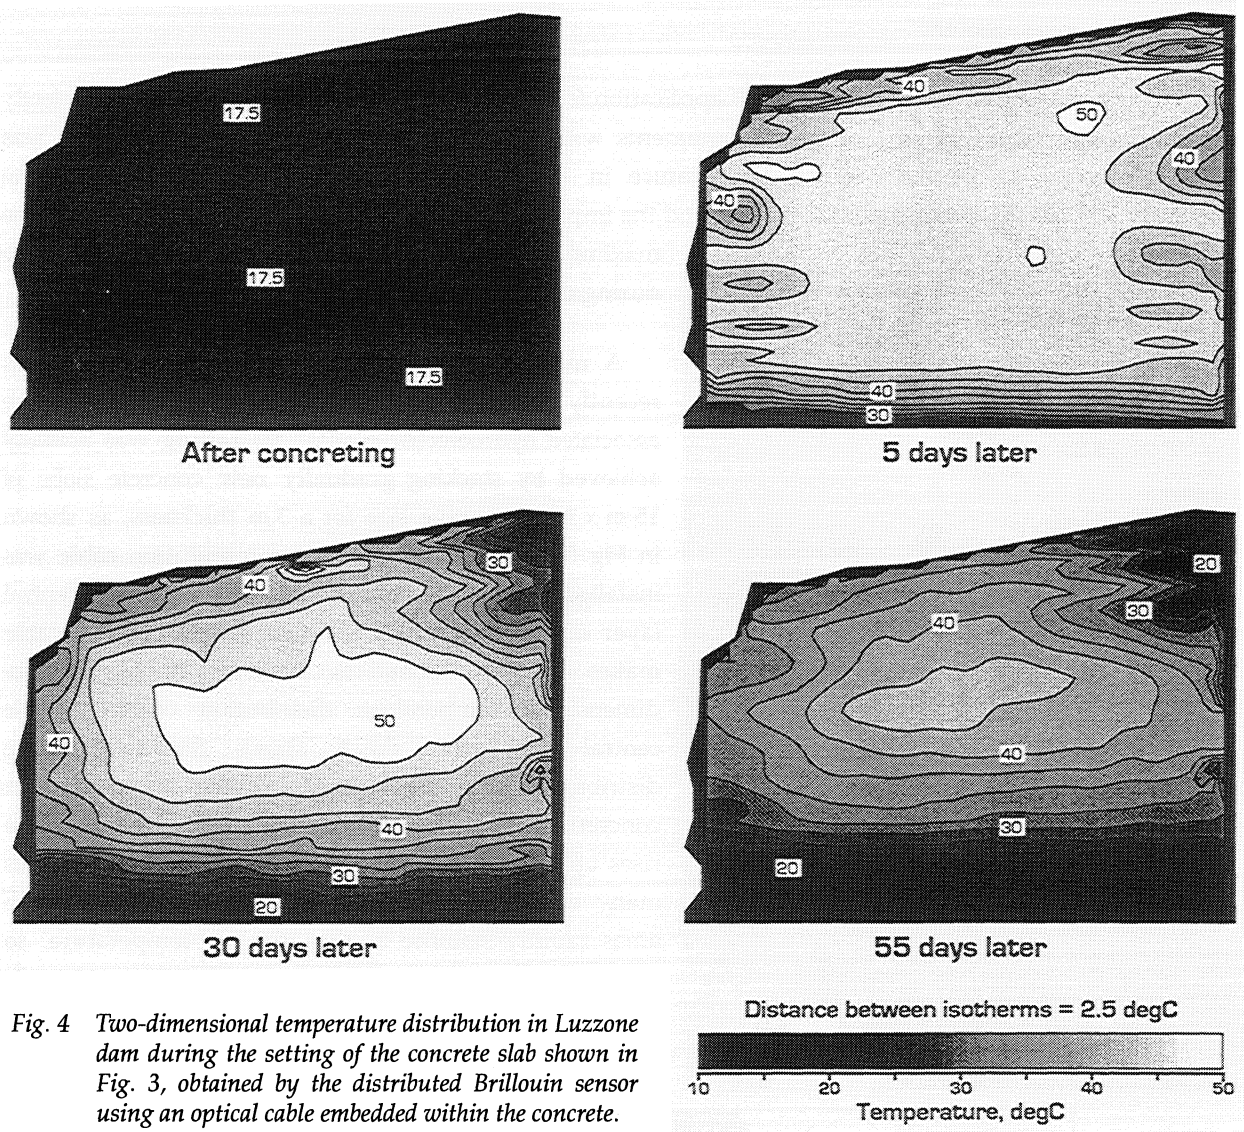 17.5
17.5
17.5
After concreting
40
50
40
40
40
30
5 days later
30
40
50
40
40
30
20
30 days later
20
30
40
40
30
20
55 days later
Fig. 4 Two-dimensional temperature distribution in Luzzone
dam during the setting of the concrete slab shown in
Fig. 3, obtained by the distributed Brillouin sensor
using an optical cable embedded within the concrete.
Distance between isotherms = 2.5 degC
10 20 30 40 50
Temperature, degC